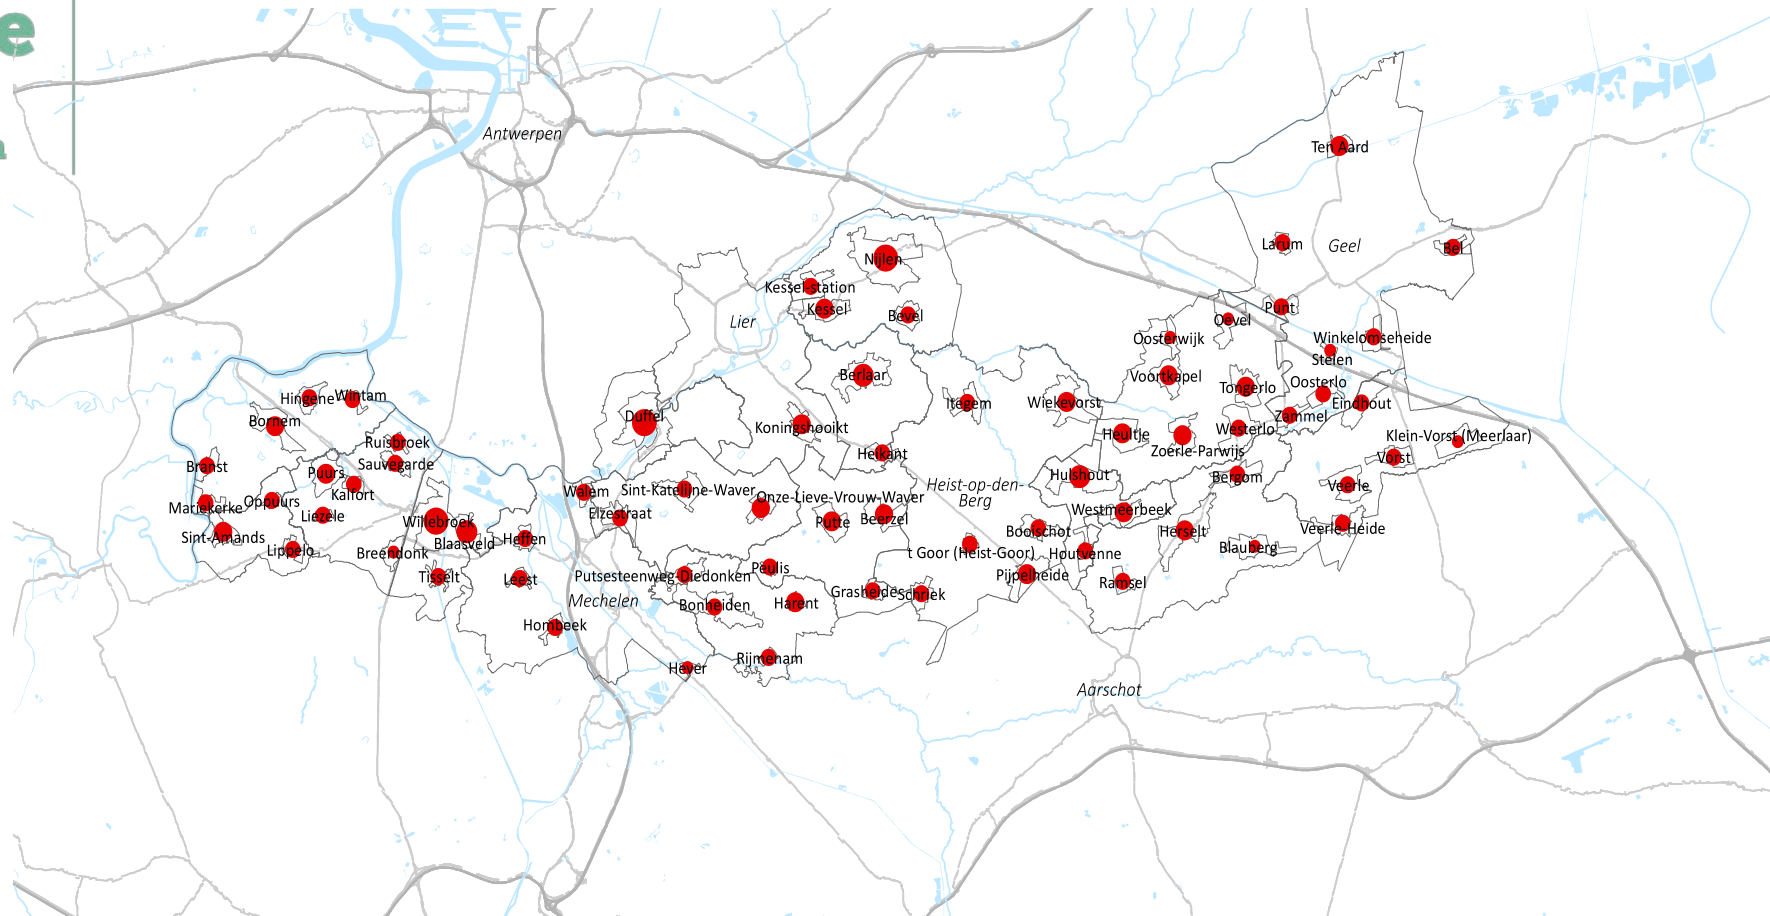 e
Antwerpen
Ten Aard
Larum
Geel
Bel
Nijlen
Kessel-station
Kessel
Bevel
Punt
Oevel
Lier
Oosterwijk
Winkelomseheide
Stelen
Berlaar
Voortkapel
Tongerlo
Oosterlo
Hingene
Wintam
Itegem
Wiekevorst
Eindhout
Bornem
Duffel
Koningshooikt
Zammel
Heultje
Westerlo
Klein-Vorst (Meerlaar)
Ruisbroek
Heikant
Zoerle-Parwijs
Vorst
Branst
Sauvegarde
Puurs
Hulshout
Bergom
Veerle
Kalfort
Walem
Sint-Katelijne-Waver
Onze-Lieve-Vrouw-Waver
Heist-op-den-
Berg
Mariekerke
Oppuurs
Liezele
Willebroek
Elzestraat
Putte
Beerzel
Westmeerbeek
Booischot
Herselt
Veerle-Heide
Sint-Amands
Blaasveld
Heffen
Lippelo
Breendonk
't Goor (Heist-Goor)
Houtvenne
Blauberg
Tisselt
Leest
Putsesteenweg-Diedonken
Peulis
Pijpelheide
Ramsel
Mechelen
Bonheiden
Harent
Grasheide
Schriek
Hombeek
Hever
Rijmenam
Aarschot